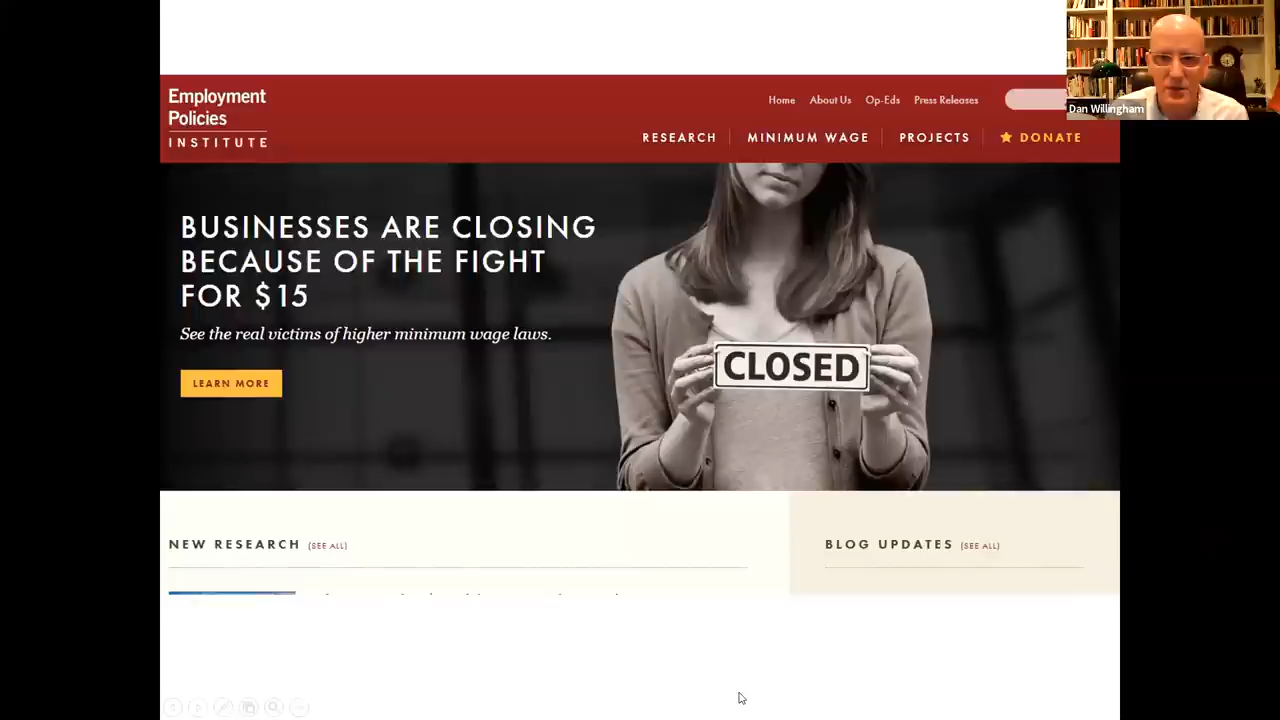 Employment
Policies
INSTITUTE
Home About Us Op-Eds Press Releases
RESEARCH MINIMUM WAGE PROJECTS DONATE
Dan Willingham
BUSINESSES ARE CLOSING
BECAUSE OF THE FIGHT
FOR $15
See the real victims of higher minimum wage laws.
LEARN MORE
CLOSED
NEW RESEARCH (SEE ALL)
BLOG UPDATES (SEE ALL)